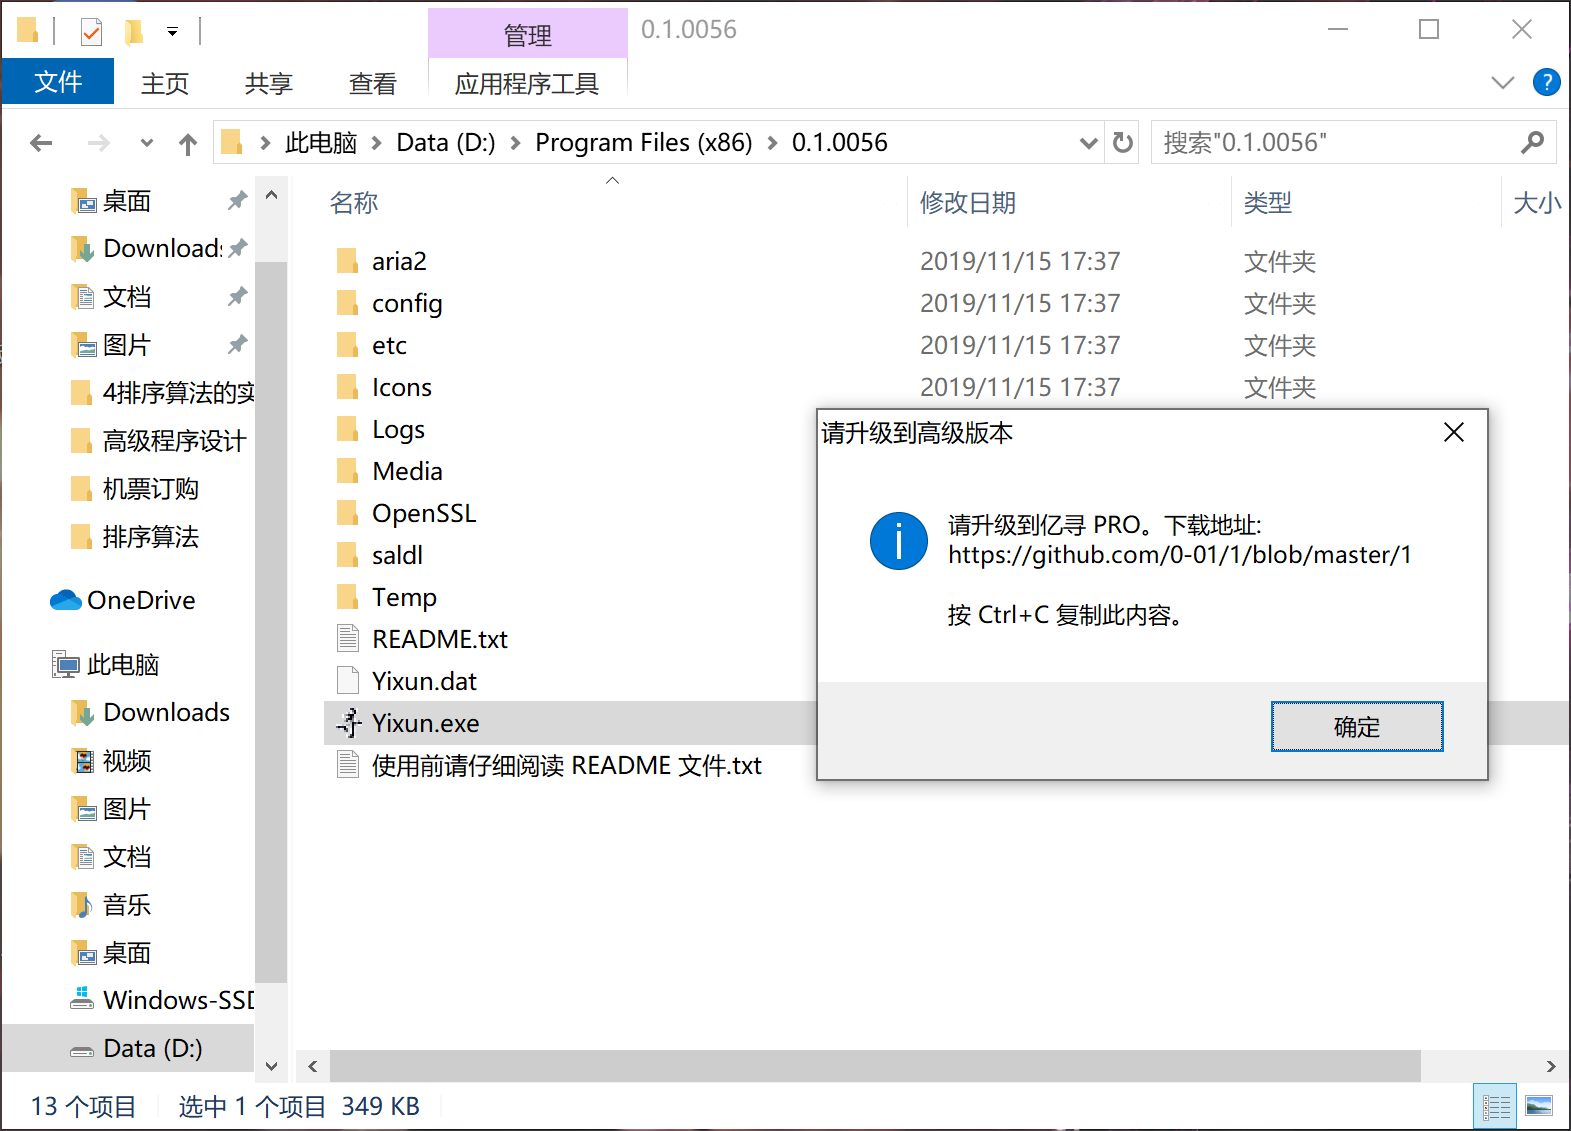 管理
0.1.0056
文件
主页
共享
查看
应用程序工具
?
此电脑
Data (D:)
Program Files (x86)
0.1.0056
搜索"0.1.0056"
名称
修改日期
类型
大小
桌面
Downloads
文档
图片
4排序算法的实
高级程序设计
机票订购
排序算法
OneDrive
此电脑
Downloads
视频
图片
文档
音乐
桌面
Windows-SSD
Data (D:)
aria2 2019/11/15 17:37 文件夹
config 2019/11/15 17:37 文件夹
etc 2019/11/15 17:37 文件夹
Icons 2019/11/15 17:37 文件夹
Logs
Media
OpenSSL
saldl
Temp
README.txt
Yixun.dat
Yixun.exe
使用前请仔细阅读 README 文件.txt
请升级到高级版本
请升级到亿寻 PRO。下载地址:
https://github.com/0-01/1/blob/master/1
按 Ctrl+C 复制此内容。
确定
13 个项目
选中 1 个项目 349 KB